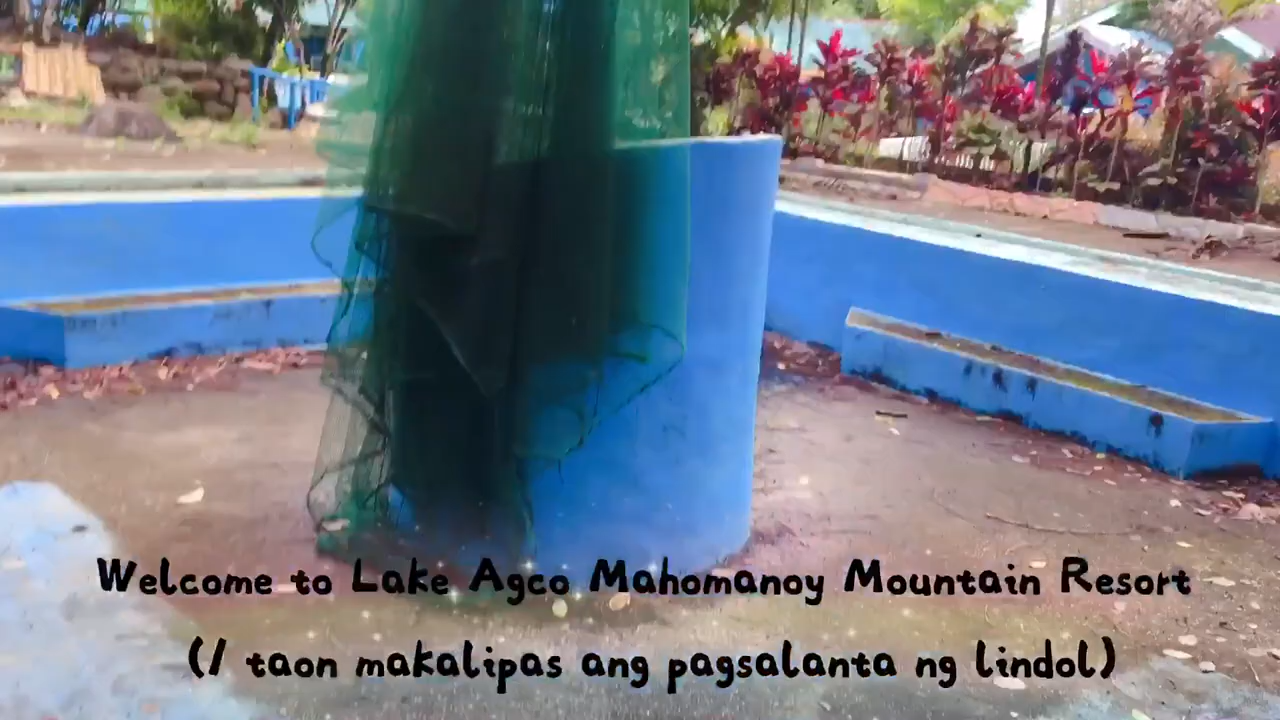 Welcome to Lake Agco Mahomanoy Mountain Resort
(1 taon makalipas ang pagsalanta ng lindol)